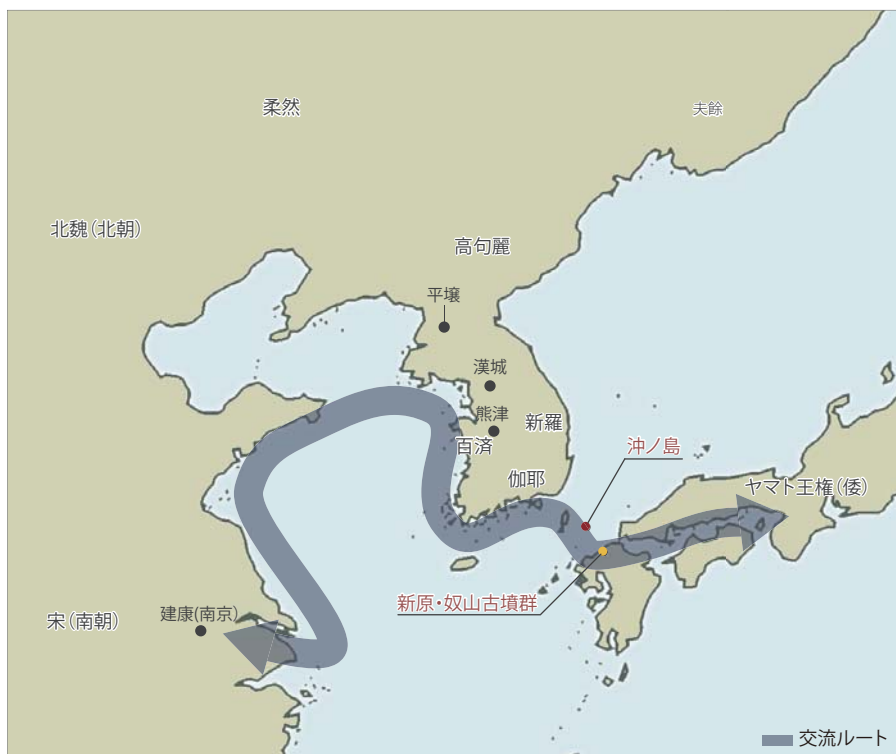 柔然
夫餘
北魏(北朝)
高句麗
平壌
漢城
熊津
新羅
百済
沖ノ島
伽耶
ヤマト王権(倭)
新原・奴山古墳群
建康(南京)
宋(南朝)
交流ルート